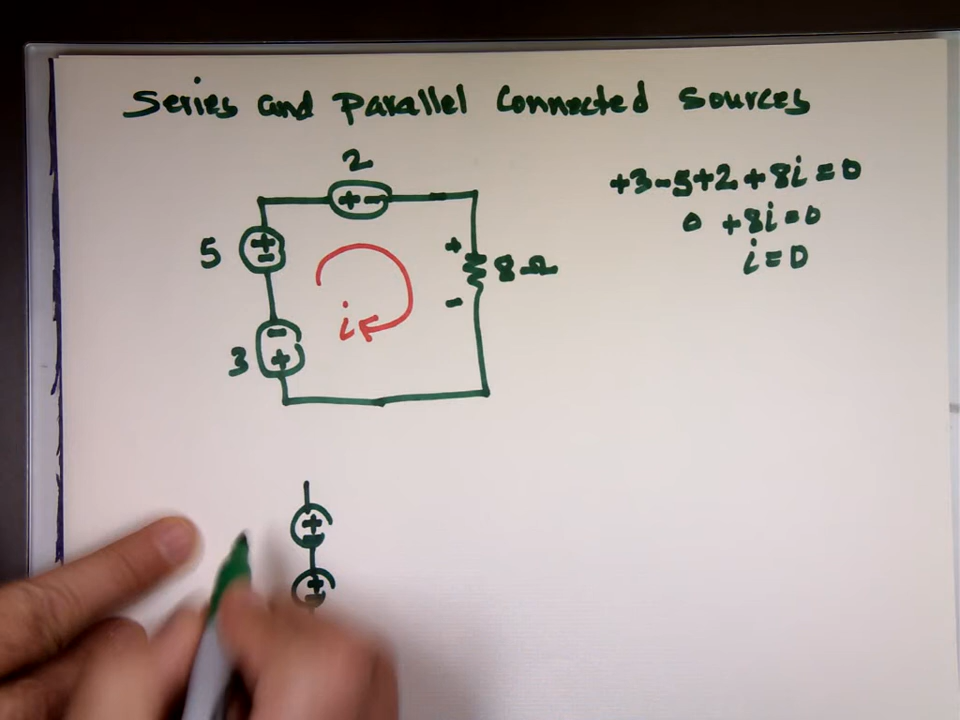 Series and Parallel Connected Sources
2
+3-5+2+8i=0
0 +8i=0
i=0
+ -
5
+
-
+
8Ω
-
i
3
-
+
+
-
+
-